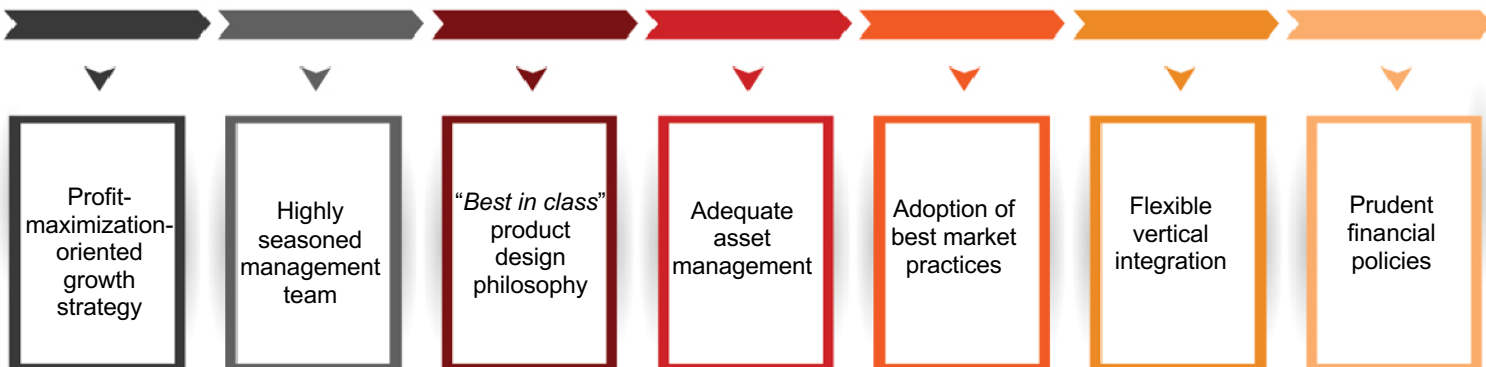 Profit-
maximization-
oriented
growth
strategy
Highly
seasoned
management
team
“Best in class”
product
design
philosophy
Adequate
asset
management
Adoption of
best market
practices
Flexible
vertical
integration
Prudent
financial
policies